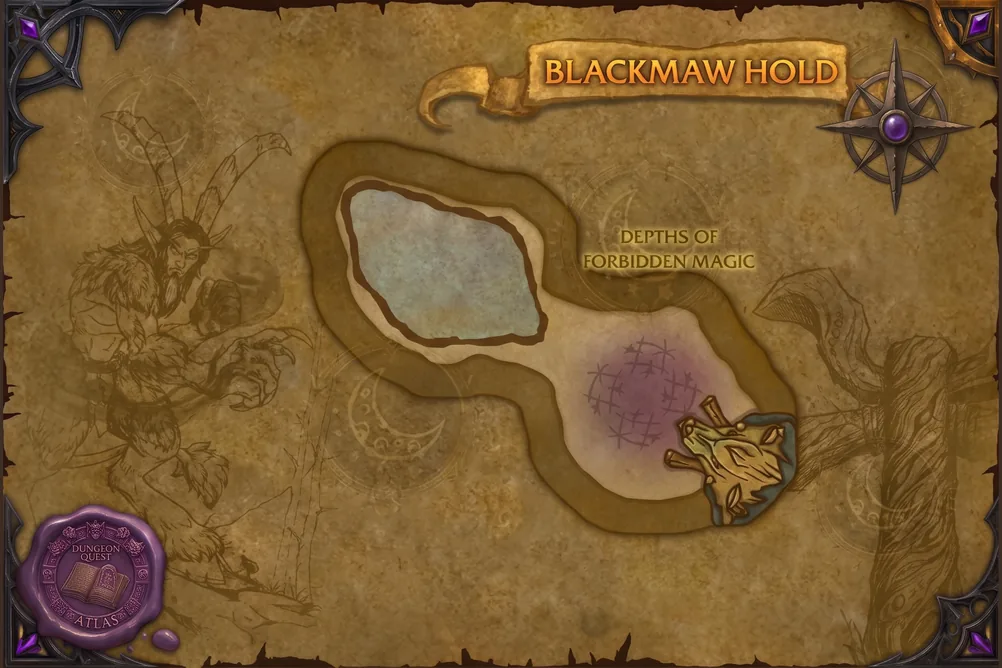 BLACKMAW HOLD
DEPTHS OF
FORBIDDEN MAGIC
DUNGEON
QUEST
ATLAS